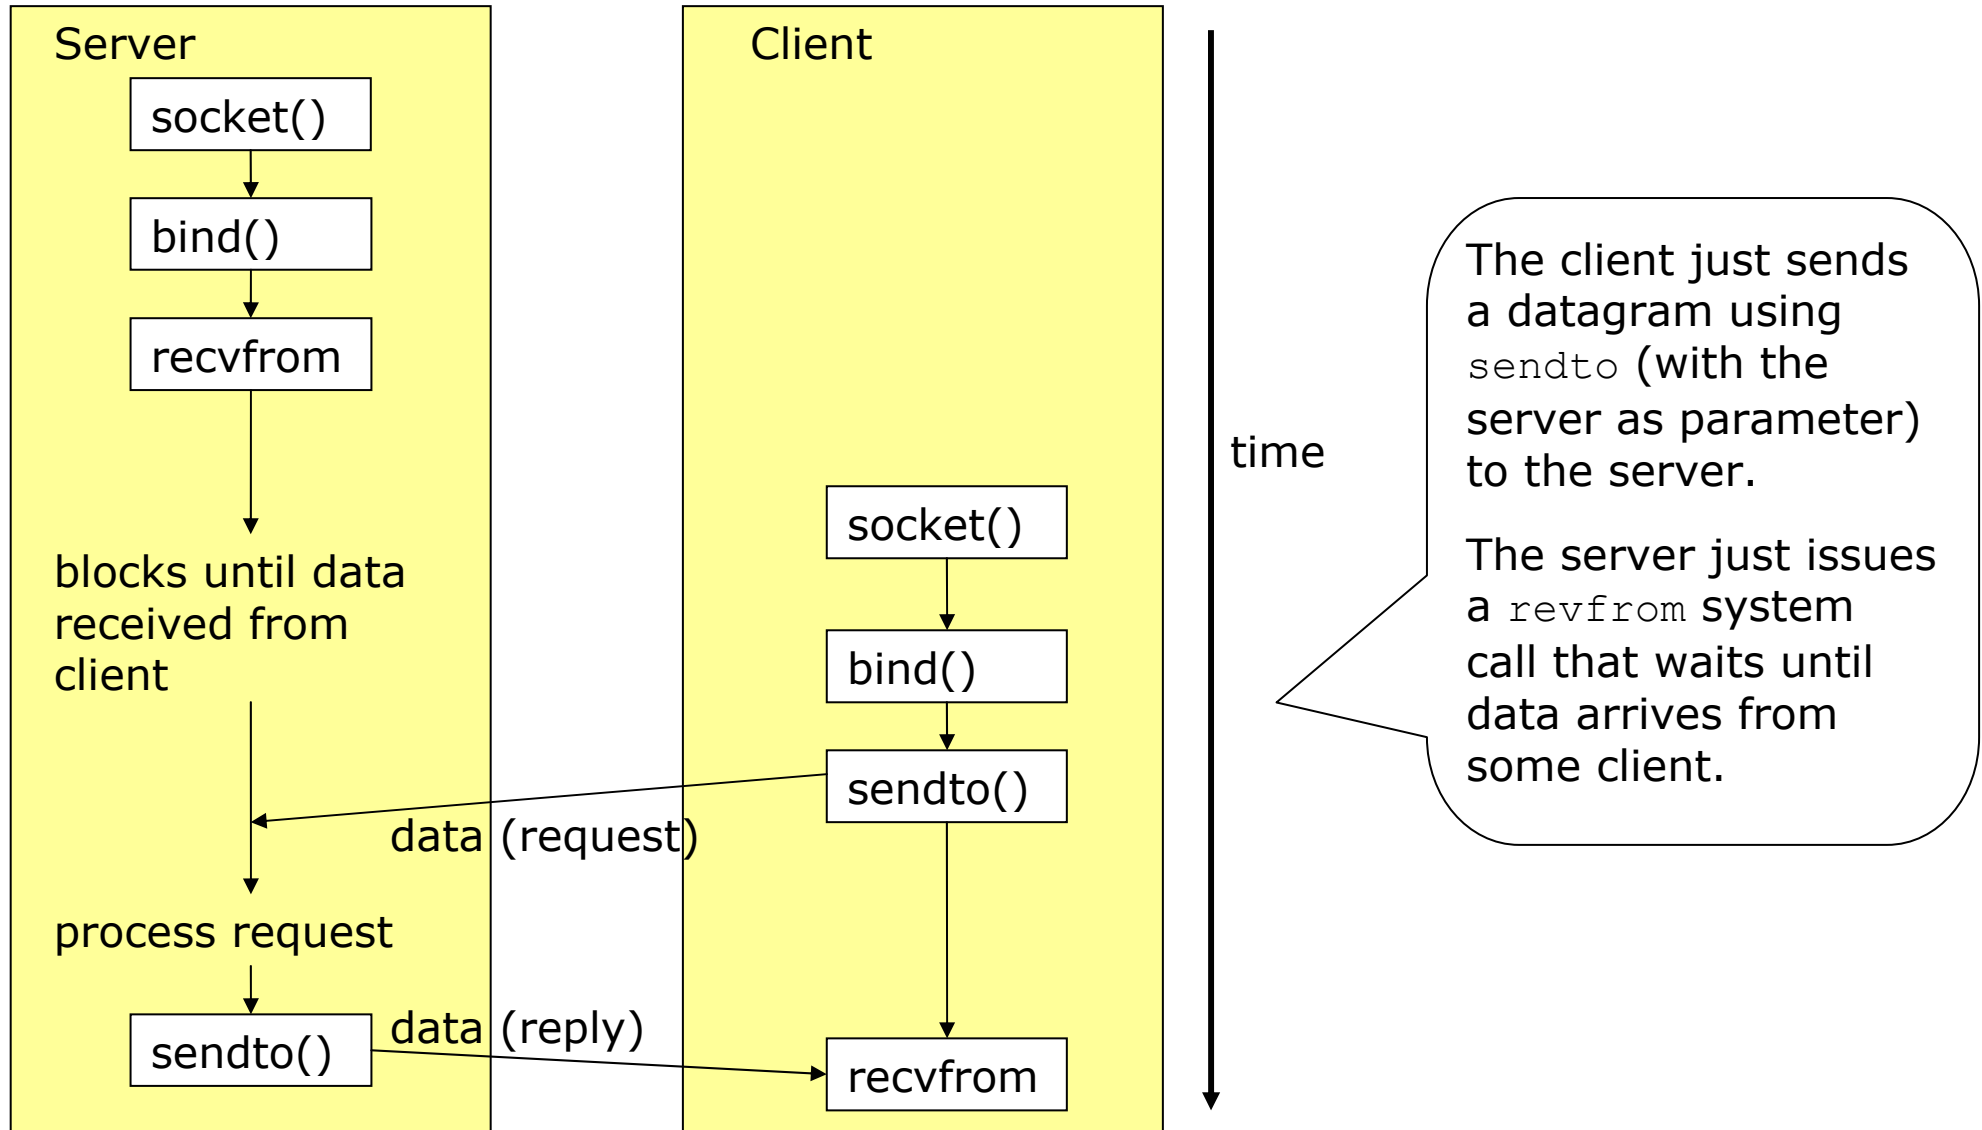 Server
socket()
bind()
recvfrom
blocks until data
received from
client
process request
sendto()
data (request)
data (reply)
Client
socket()
bind()
sendto()
recvfrom
time
The client just sends
a datagram using
sendto (with the
server as parameter)
to the server.
The server just issues
a revfrom system
call that waits until
data arrives from
some client.